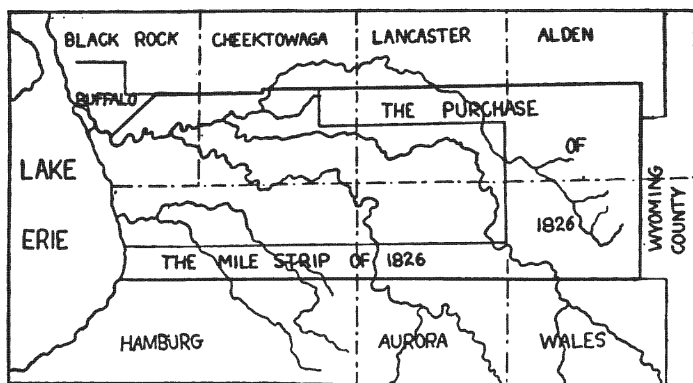 BLACK ROCK
CHEEKTOWAGA
LANCASTER
ALDEN
BUFFALO
THE PURCHASE
OF
1826
LAKE
ERIE
WYOMING
COUNTY
THE MILE STRIP OF 1826
HAMBURG
AURORA
WALES